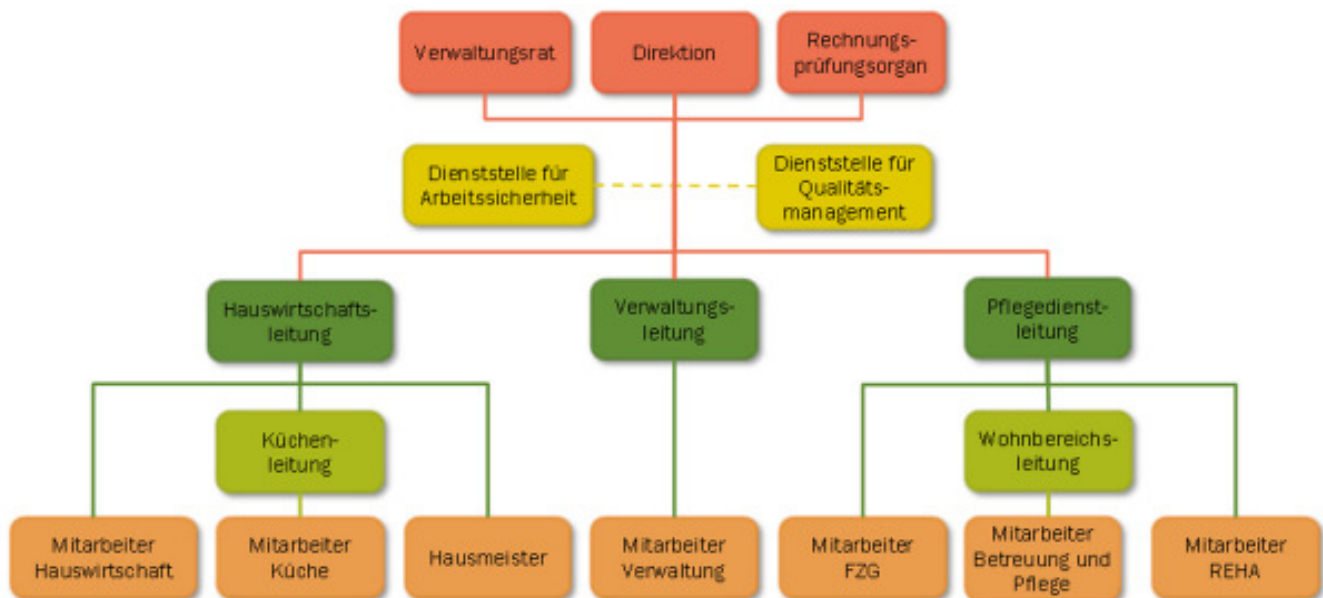 Verwaltungsrat
Direktion
Rechnungs-
prüfungsorgan
Dienststelle für
Arbeitssicherheit
Dienststelle für
Qualitäts-
management
Hauswirtschafts-
leitung
Verwaltungs-
leitung
Pflegedienst-
leitung
Küchen-
leitung
Wohnbereichs-
leitung
Mitarbeiter
Hauswirtschaft
Mitarbeiter
Küche
Hausmeister
Mitarbeiter
Verwaltung
Mitarbeiter
FZG
Mitarbeiter
Betreuung und
Pflege
Mitarbeiter
REHA